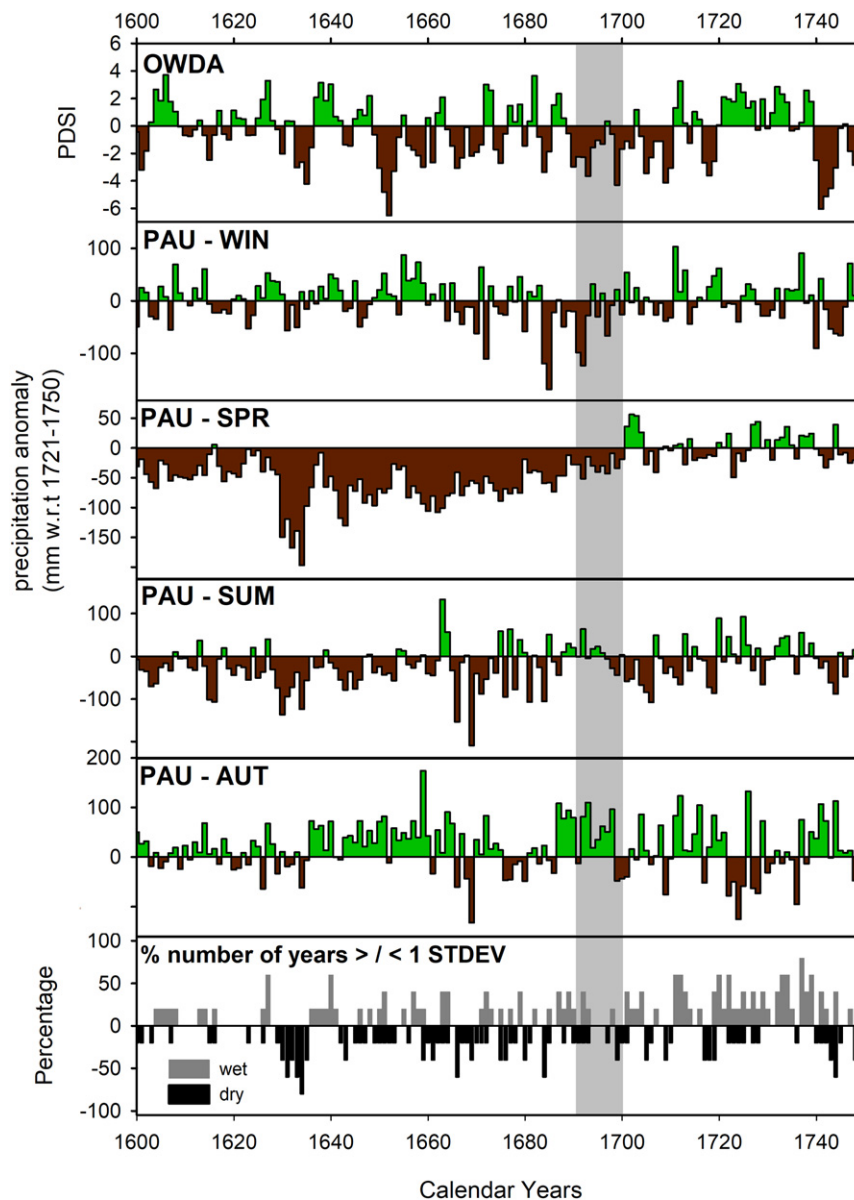 1600 1620 1640 1660 1680 1700 1720 1740
OWDA
6
4
2
0
-2
-4
-6
PDSI
PAU - WIN
100
50
0
-50
-100
PAU - SPR
50
0
-50
-100
-150
precipitation anomaly
(mm w.r.t 1721-1750)
PAU - SUM
100
0
-100
200
PAU - AUT
100
0
% number of years > / < 1 STDEV
100
50
0
-50
-100
Percentage
wet
dry
1600 1620 1640 1660 1680 1700 1720 1740
Calendar Years